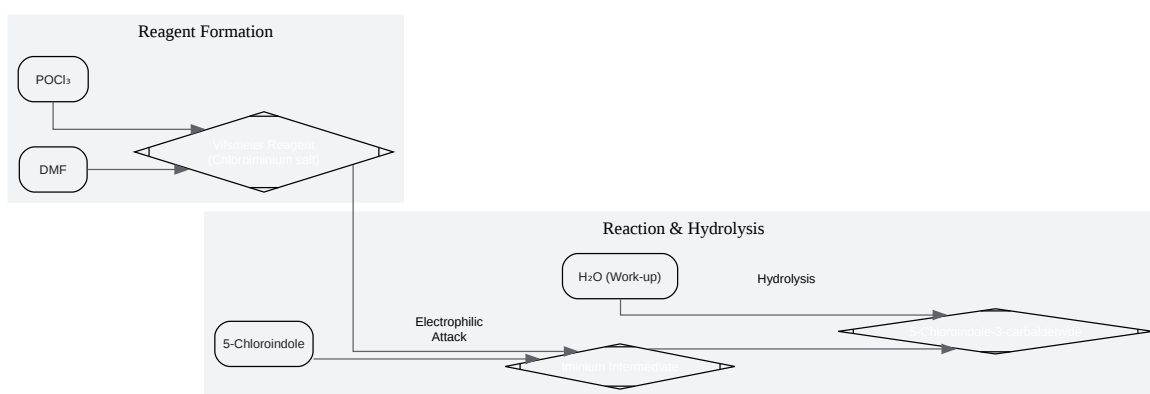 Reagent Formation
POCl₃
Vilsmeier Reagent
(Chloroiminium salt)
DMF
Reaction & Hydrolysis
H₂O (Work-up)
Hydrolysis
Electrophilic
Attack
5-Chloroindole
5-Chloroindole-3-carbaldehyde
Iminium Intermediate